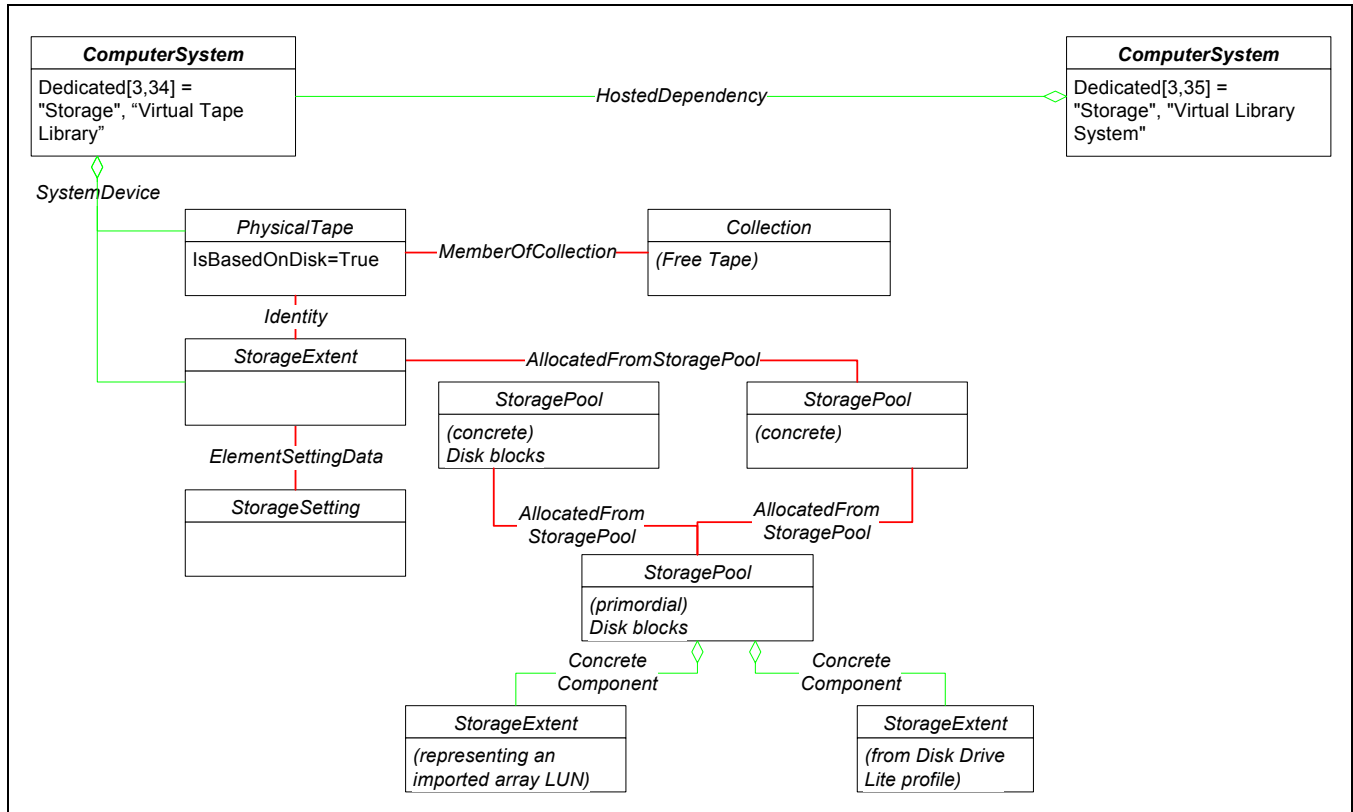 ComputerSystem
Dedicated[3,34] =
"Storage", “Virtual Tape
Library”
HostedDependency
ComputerSystem
Dedicated[3,35] =
"Storage", "Virtual Library
System"
SystemDevice
PhysicalTape
IsBasedOnDisk=True
MemberOfCollection
Collection
(Free Tape)
Identity
StorageExtent
AllocatedFromStoragePool
StoragePool
(concrete)
Disk blocks
StoragePool
(concrete)
ElementSettingData
StorageSetting
AllocatedFrom
StoragePool
AllocatedFrom
StoragePool
StoragePool
(primordial)
Disk blocks
Concrete
Component
Concrete
Component
StorageExtent
(representing an
imported array LUN)
StorageExtent
(from Disk Drive
Lite profile)